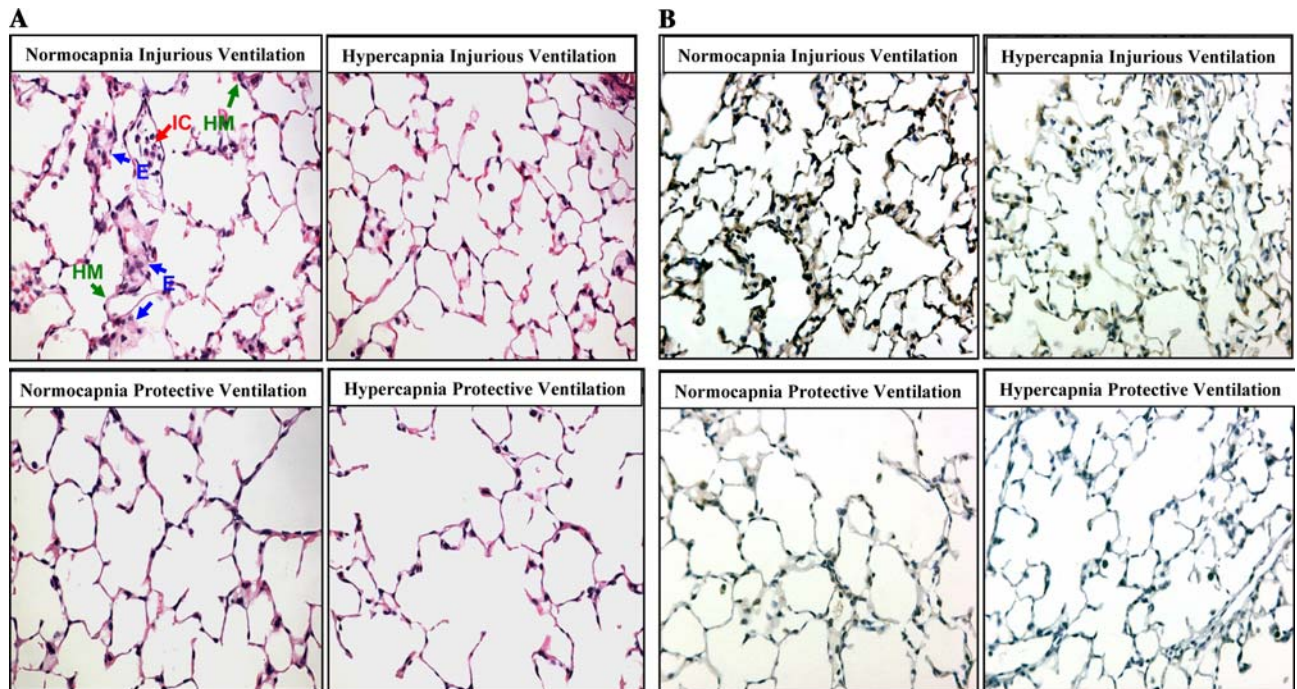 A
Normocapnia Injurious Ventilation
Hypercapnia Injurious Ventilation
IC
HM
E
HM
E
E
Normocapnia Protective Ventilation
Hypercapnia Protective Ventilation
B
Normocapnia Injurious Ventilation
Hypercapnia Injurious Ventilation
Normocapnia Protective Ventilation
Hypercapnia Protective Ventilation